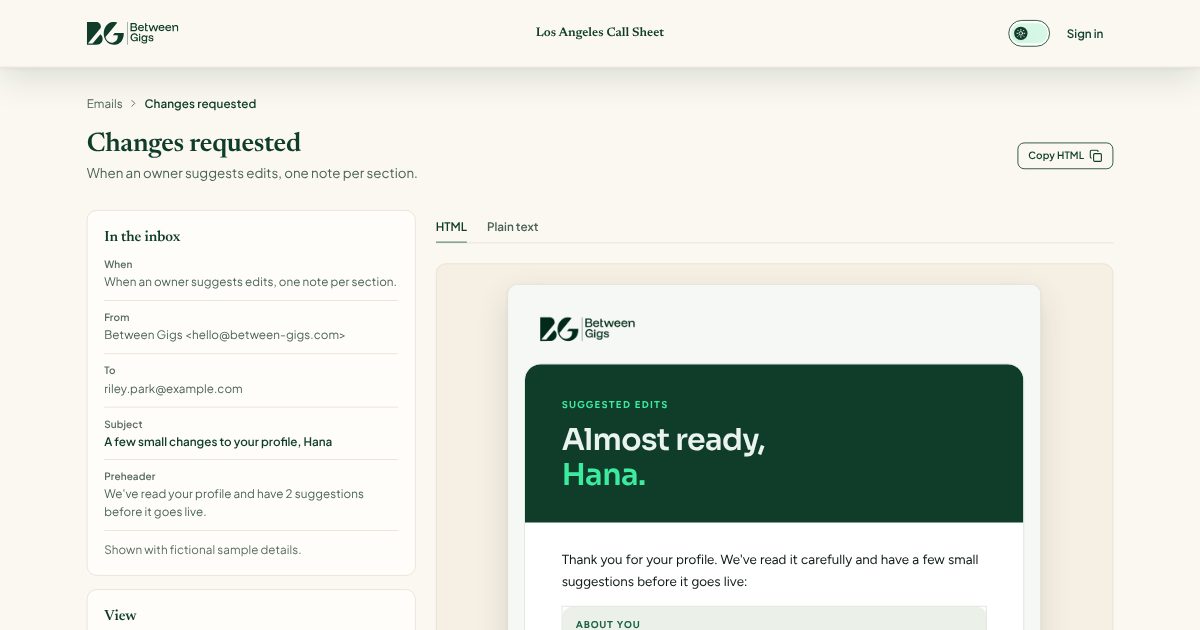 Between
Gigs
Los Angeles Call Sheet
Sign in
Emails
Changes requested
Changes requested
When an owner suggests edits, one note per section.
Copy HTML
In the inbox
When
When an owner suggests edits, one note per section.
From
Between Gigs <hello@between-gigs.com>
To
riley.park@example.com
Subject
A few small changes to your profile, Hana
Preheader
We've read your profile and have 2 suggestions
before it goes live.
Shown with fictional sample details.
View
HTML
Plain text
Between
Gigs
SUGGESTED EDITS
Almost ready,
Hana.
Thank you for your profile. We've read it carefully and have a few small
suggestions before it goes live:
ABOUT YOU